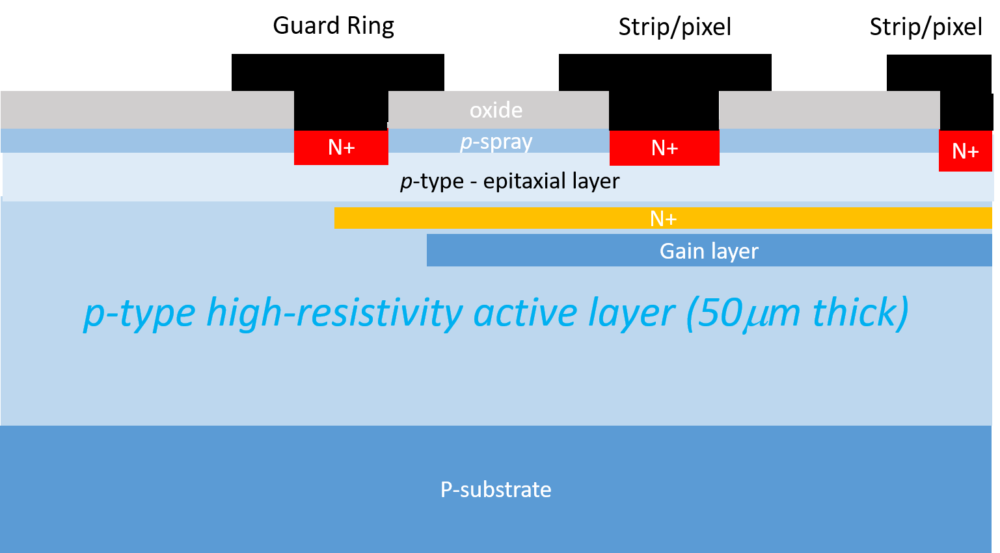 Guard Ring
Strip/pixel
Strip/pixel
oxide
p-spray
N+
N+
N+
p-type - epitaxial layer
N+
Gain layer
p-type high-resistivity active layer (50μm thick)
P-substrate